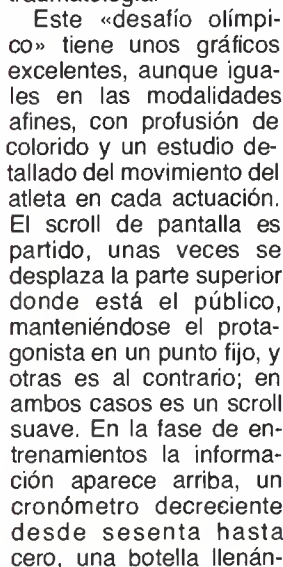 traumatología.
Este «desafío olímpi-
co» tiene unos gráficos
excelentes, aunque igua-
les en las modalidades
afines, con profusión de
colorido y un estudio de-
tallado del movimiento del
atleta en cada actuación.
El scroll de pantalla es
partido, unas veces se
desplaza la parte superior
donde está el público,
manteniéndose el prota-
gonista en un punto fijo, y
otras es al contrario; en
ambos casos es un scroll
suave. En la fase de en-
trenamientos la informa-
ción aparece arriba, un
cronómetro decreciente
desde sesenta hasta
cero, una botella llenán-